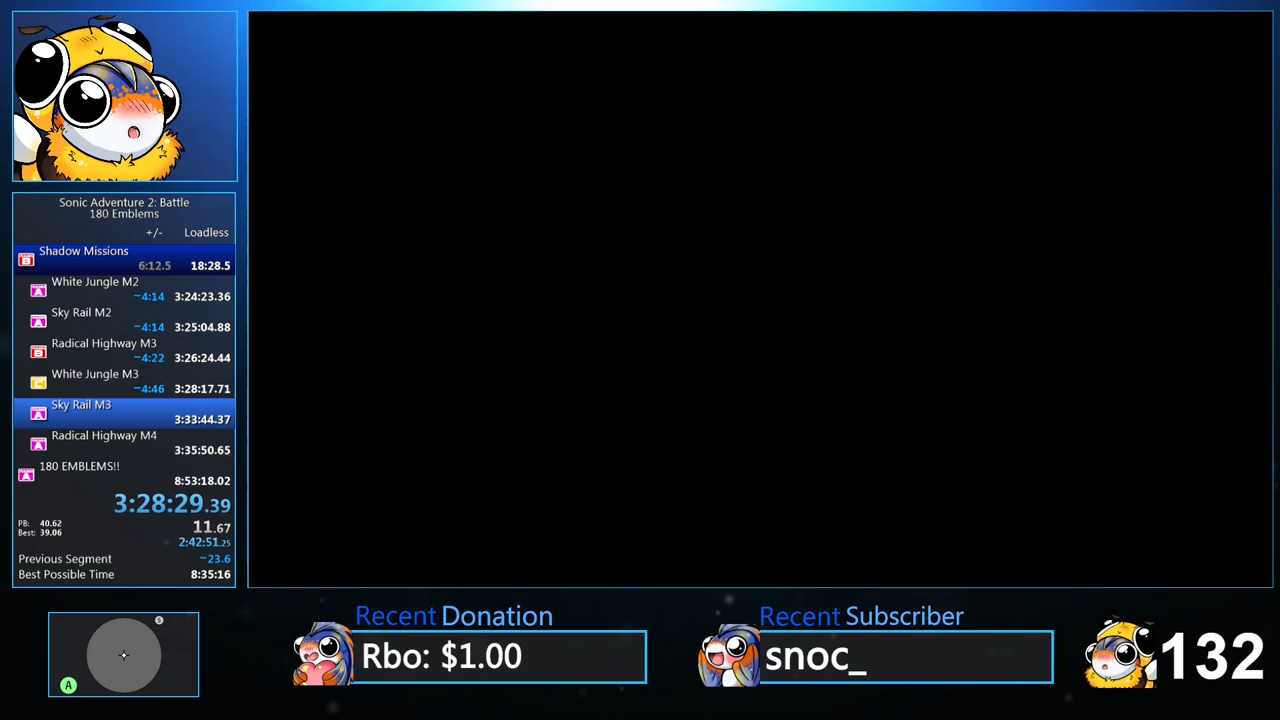 Sonic Adventure 2: Battle
180 Emblems
+/- Loadless
Shadow Missions
6:12.5 18:28.5
White Jungle M2
−4:14 3:24:23.36
Sky Rail M2
−4:14 3:25:04.88
Radical Highway M3
−4:22 3:26:24.44
White Jungle M3
−4:46 3:28:17.71
Sky Rail M3
3:33:44.37
Radical Highway M4
3:35:50.65
180 EMBLEMS!!
8:53:18.02
3:28:29.39
PB: 40.62
Best: 39.06
11.67
2:42:51.25
Previous Segment −23.6
Best Possible Time 8:35:16
S
A
Recent Donation
Rbo: $1.00
Recent Subscriber
snoc_
132